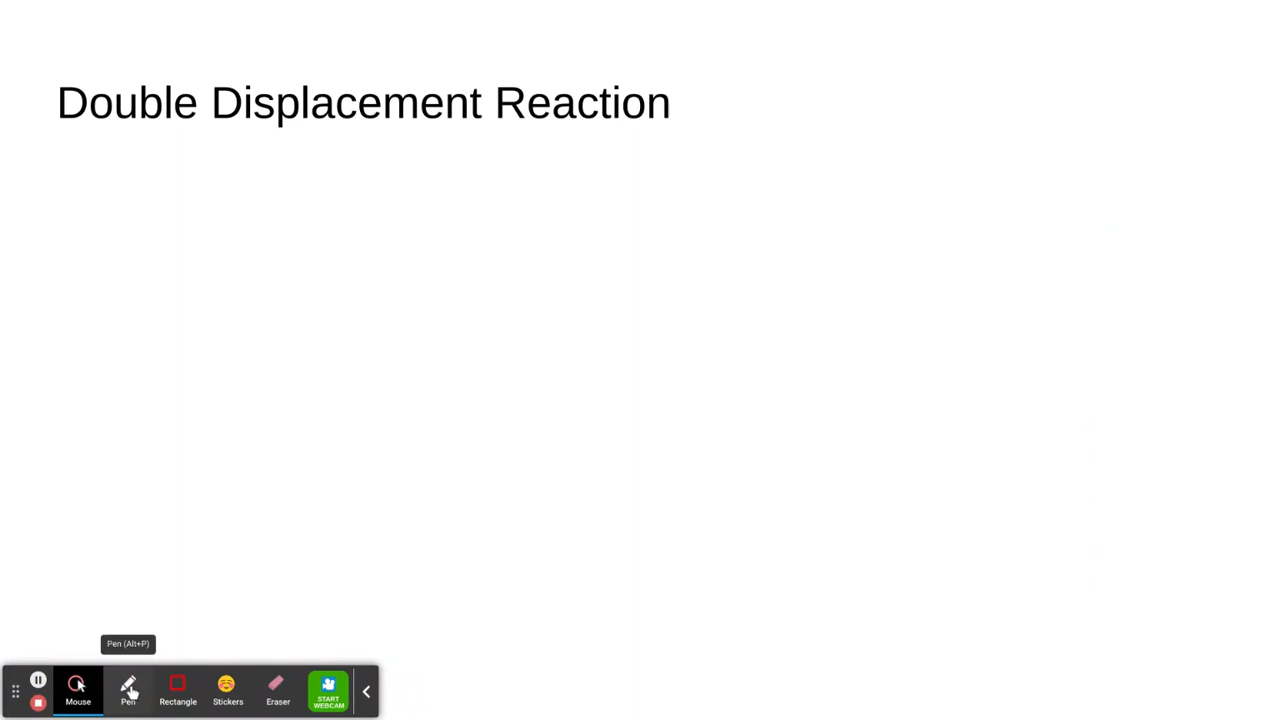 Double Displacement Reaction
Pen (Alt+P)
Mouse
Pen
Rectangle
Stickers
Eraser
START
WEBCAM